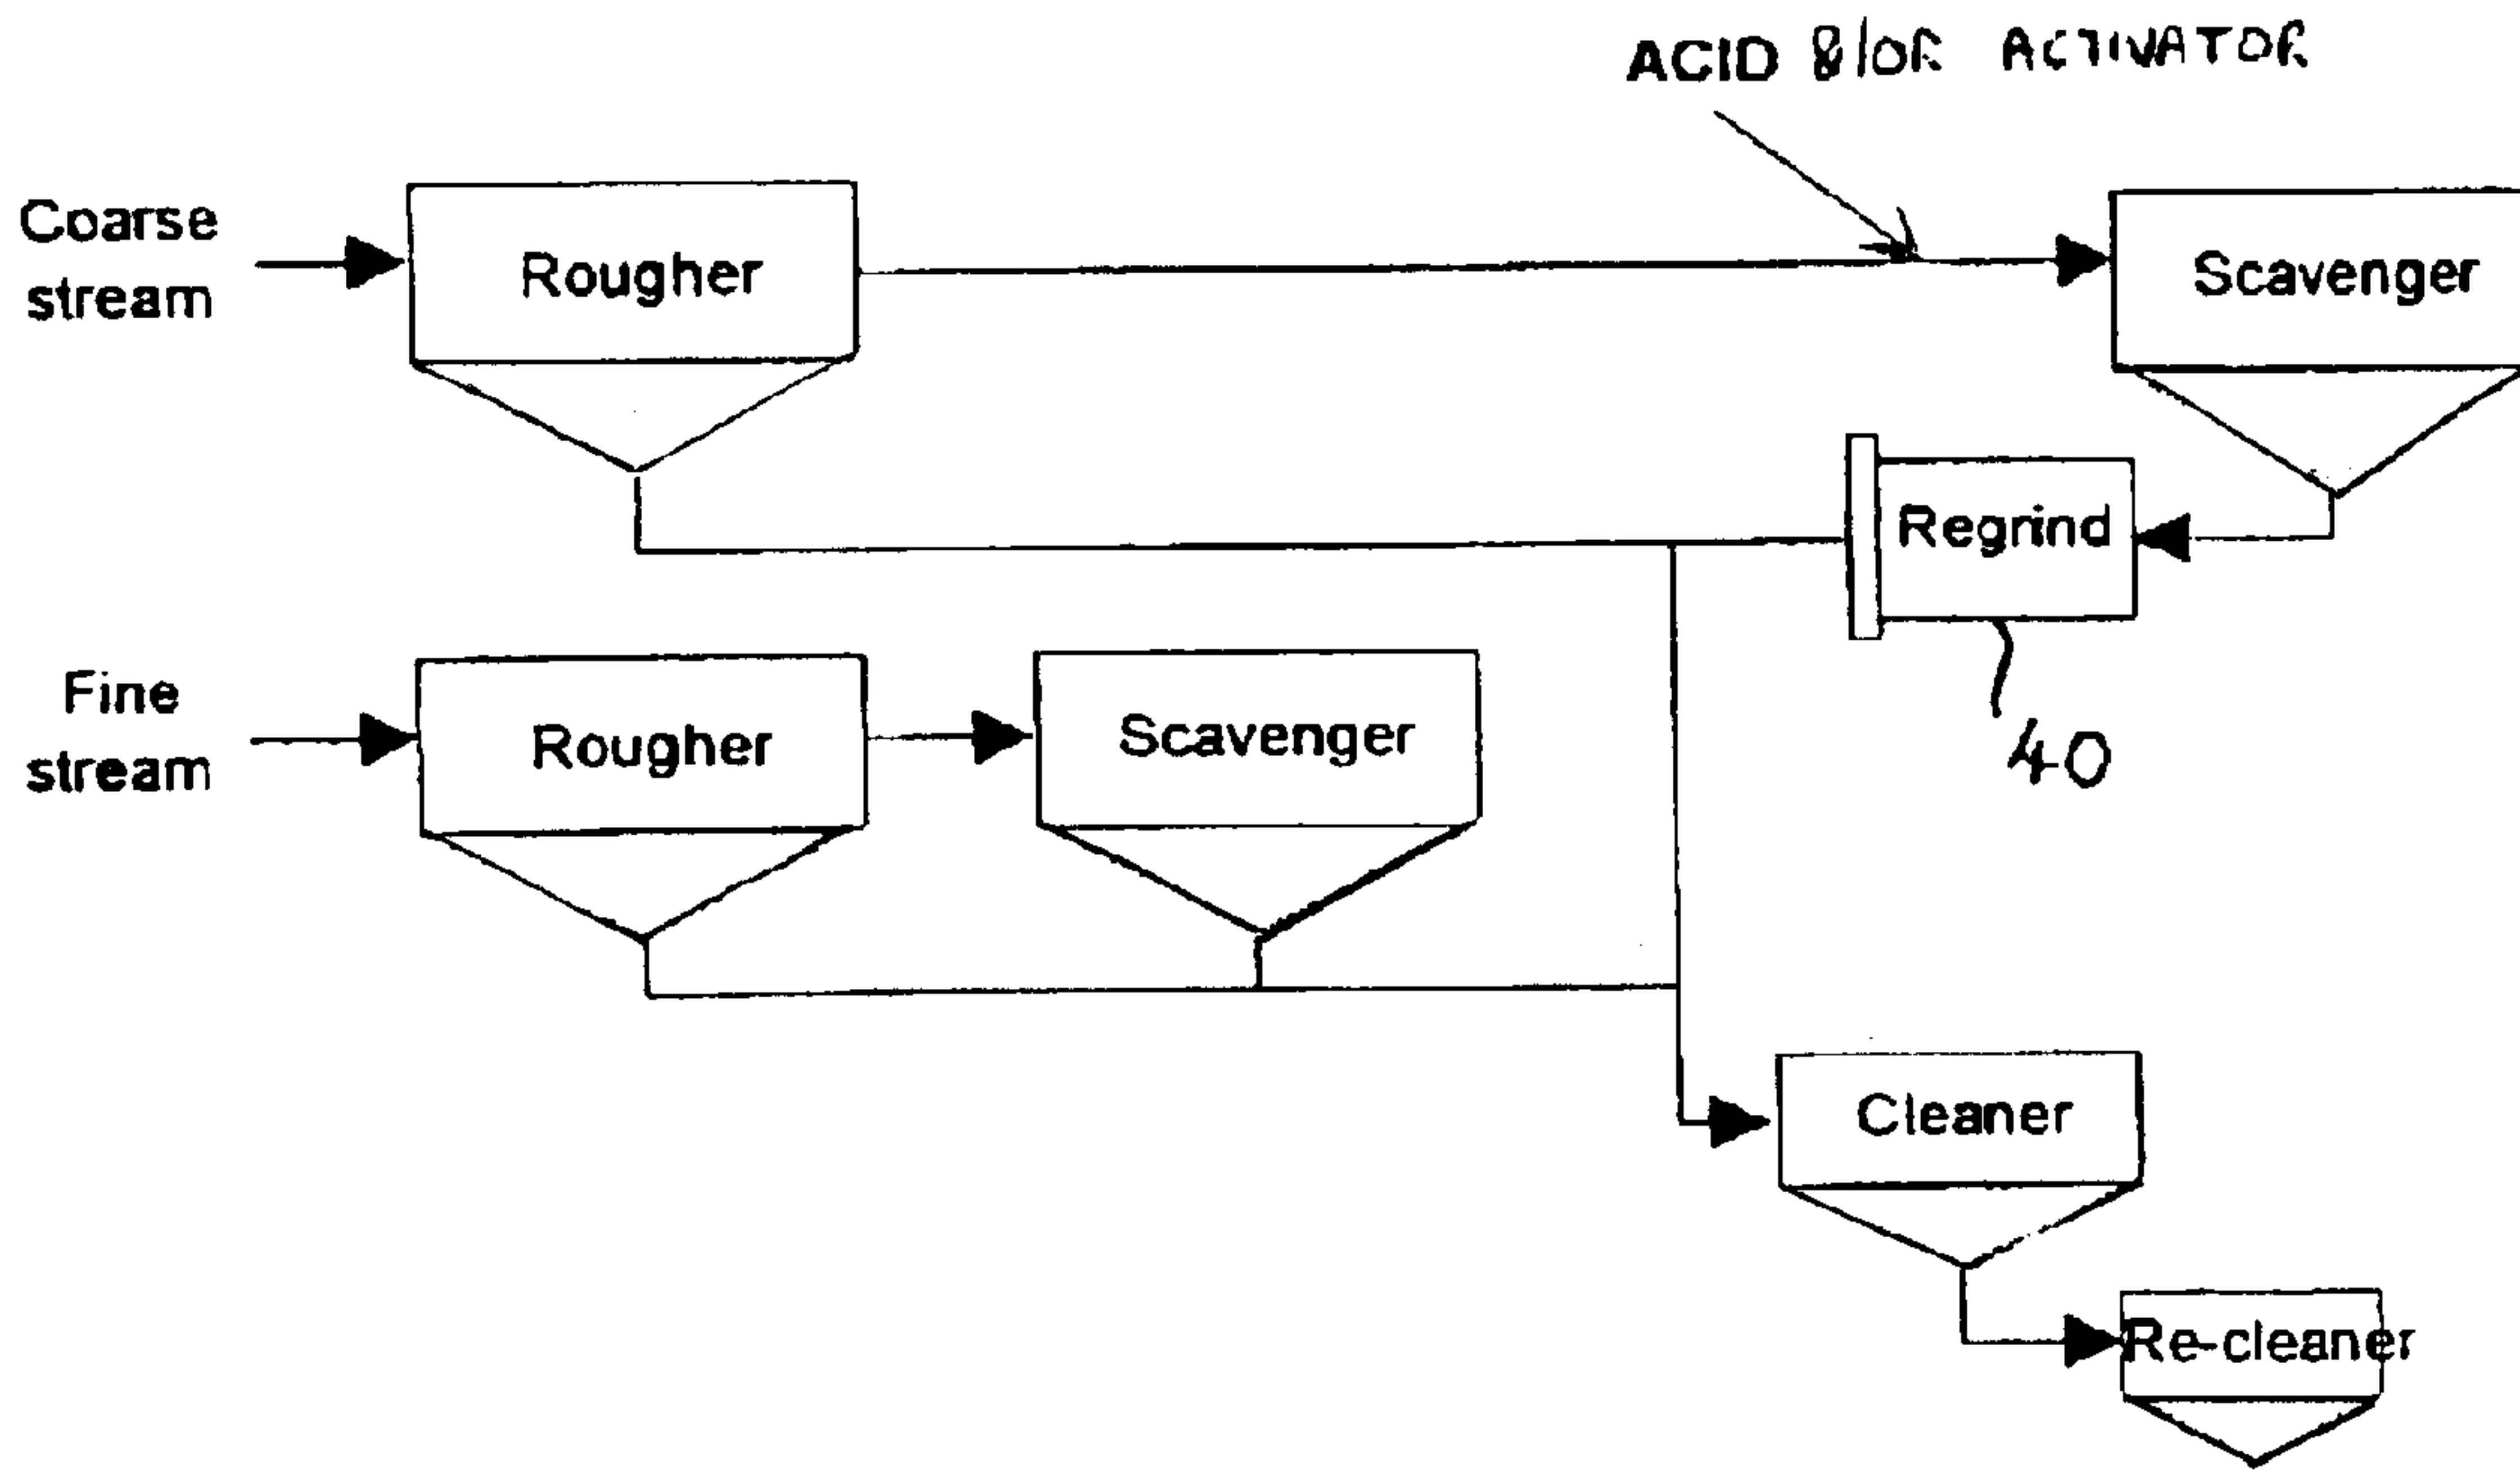 ACID &/OR ACTIVATOR
Coarse
stream
Rougher
Scavenger
Regrind
40
Fine
stream
Rougher
Scavenger
Cleaner
Re-cleaner